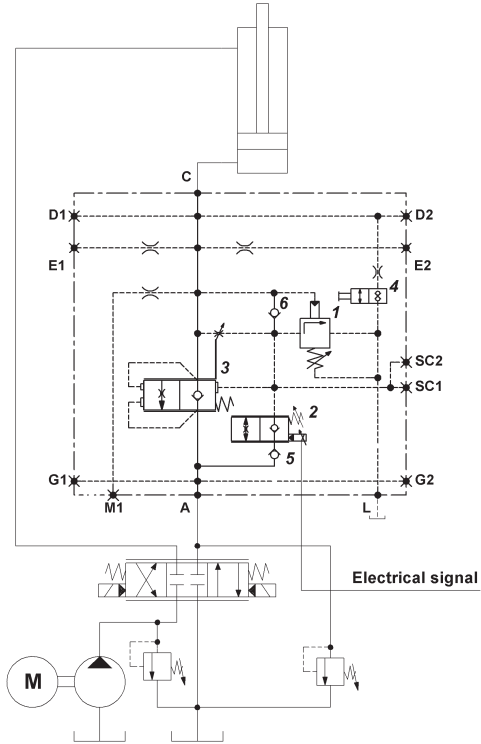 C
D1 D2
E1 E2
4
6 1
3
SC2
SC1
2
5
G1 G2
M1 A L
Electrical signal
M